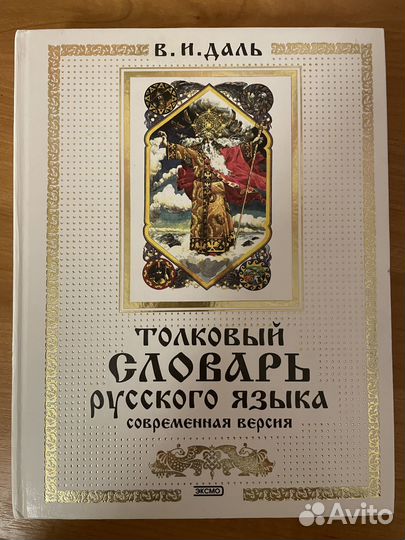 В. И. ДАЛЬ
ТОЛКОВЫЙ
СЛОВАРЬ
РУССКОГО ЯЗЫКА
СОВРЕМЕННАЯ ВЕРСИЯ
ЭКСМО
Avito